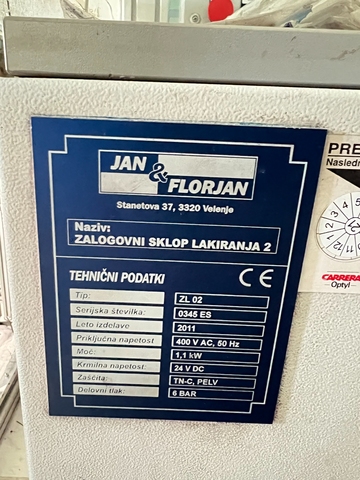 JAN & FLORJAN
Stanetova 37, 3320 Velenje
Naziv:
ZALOGOVNI SKLOP LAKIRANJA 2
TEHNIČNI PODATKI CE
Tip: ZL 02
Serijska številka: 0345 ES
Leto izdelave 2011
Priključna napetost 400 V AC, 50 Hz
Moč: 1,1 kW
Krmilna napetost: 24 V DC
Zaščita: TN-C, PELV
Delovni tlak: 6 BAR
PRE
Nasledn
CARRERA
Optyl